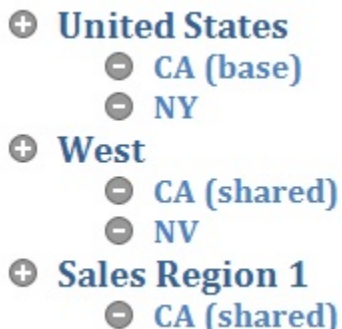 United States
CA (base)
NY
West
CA (shared)
NV
Sales Region 1
CA (shared)